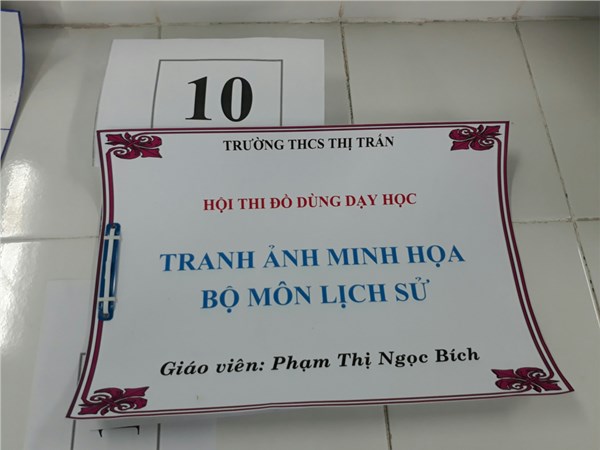 10
TRƯỜNG THCS THỊ TRẤN
HỘI THI ĐỒ DÙNG DẠY HỌC
TRANH ẢNH MINH HỌA
BỘ MÔN LỊCH SỬ
Giáo viên: Phạm Thị Ngọc Bích